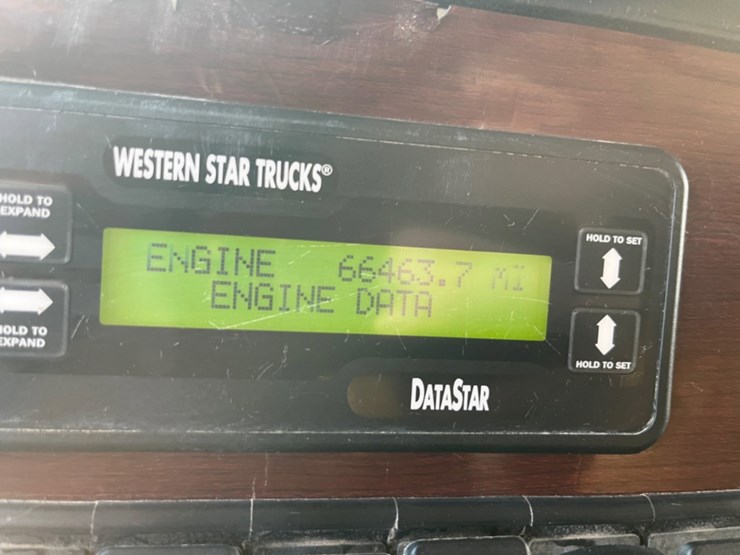 WESTERN STAR TRUCKS®
HOLD TO
EXPAND
HOLD TO SET
ENGINE 66463.7 MI
ENGINE DATA
HOLD TO
EXPAND
HOLD TO SET
DATASTAR